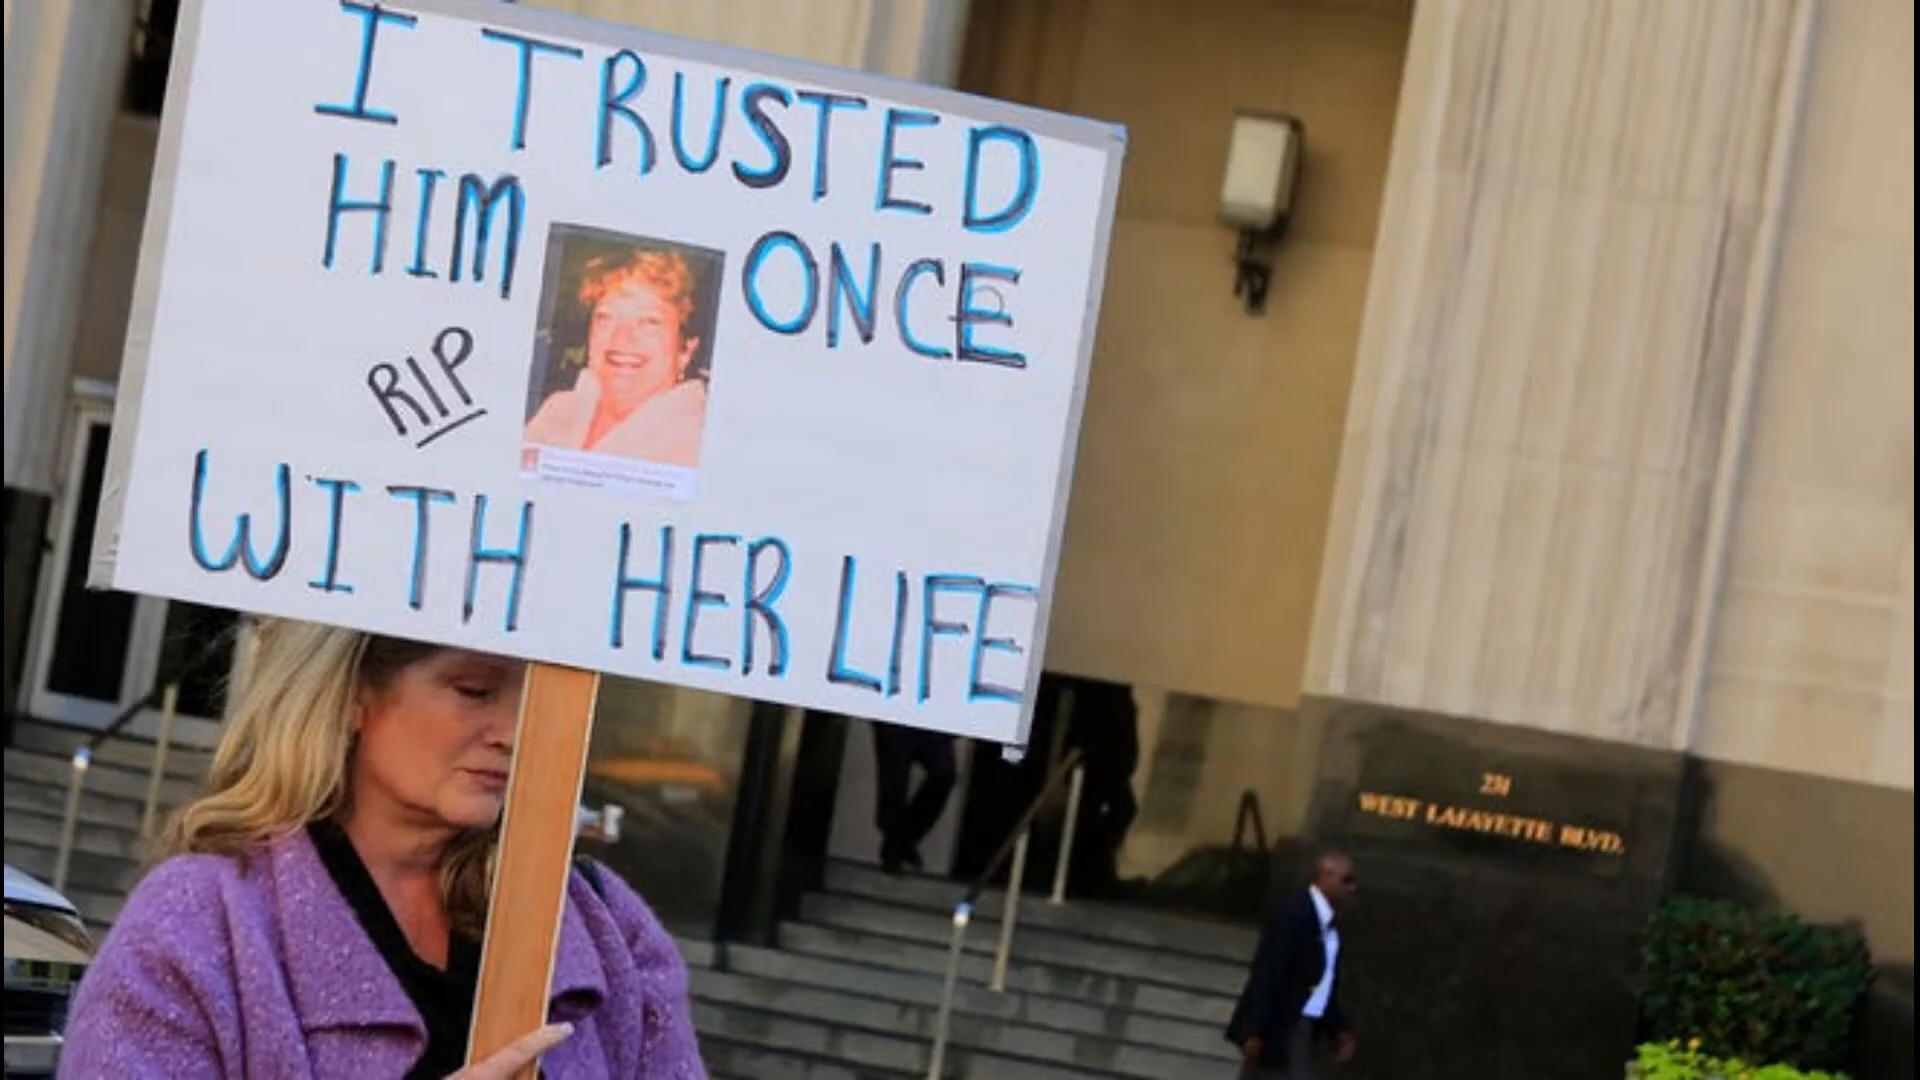 I TRUSTED
HIM ONCE
RIP
WITH HER LIFE
231
WEST LAFAYETTE BLVD.